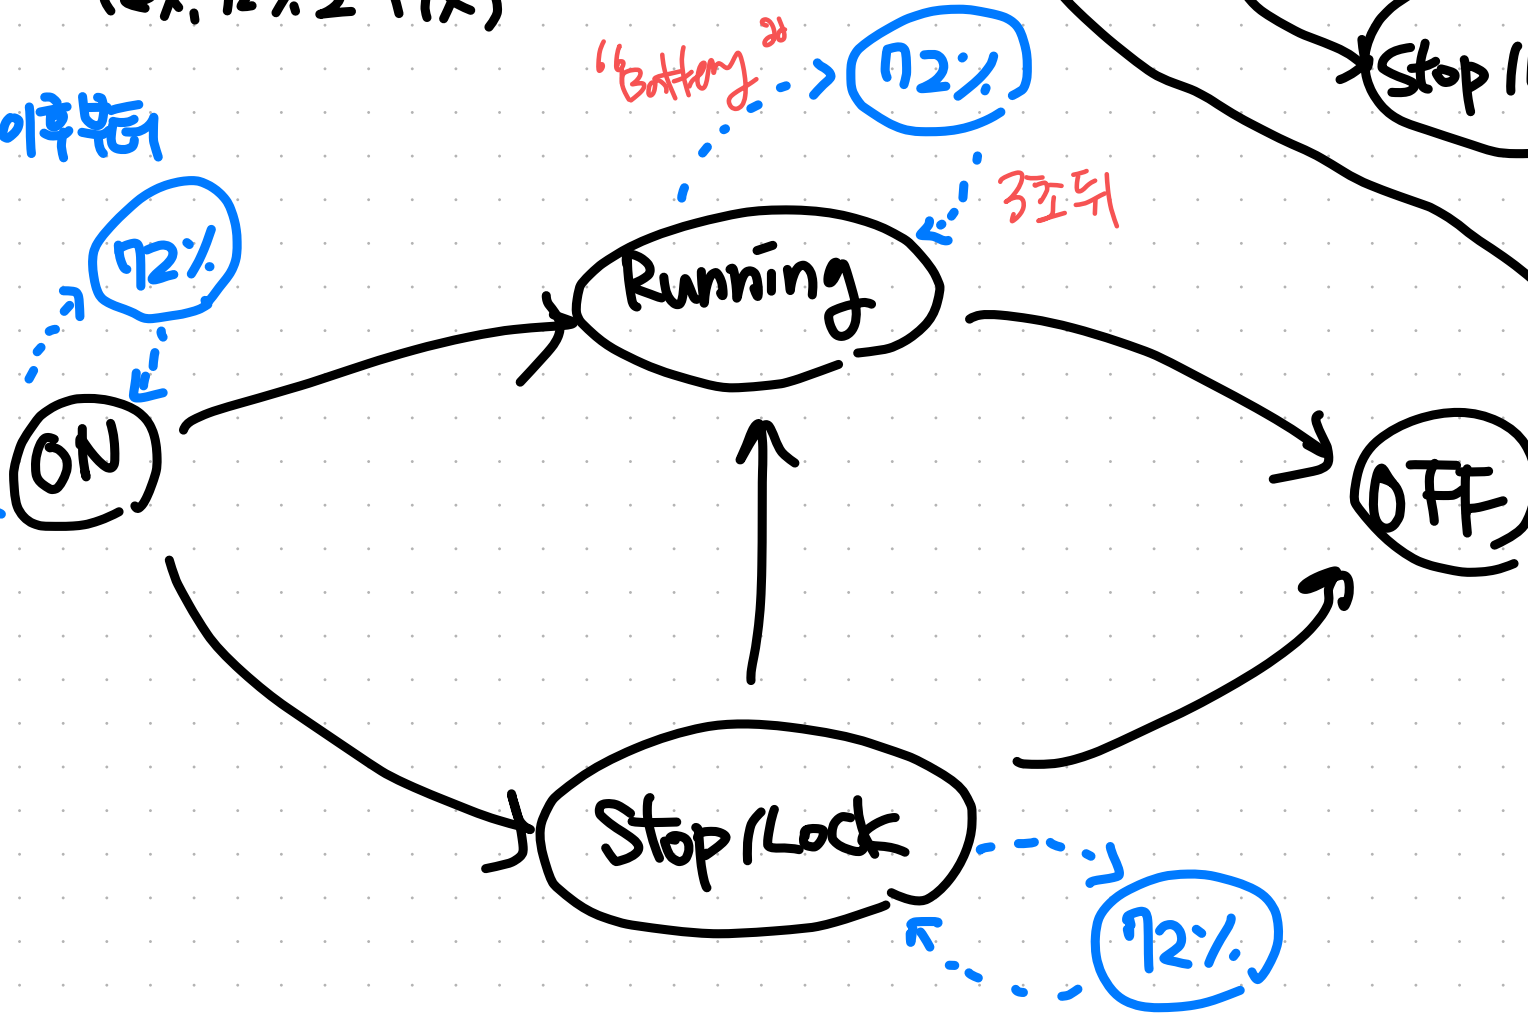 "Battery"
72%
Stop/
이후부터
3초 뒤
72%
Running
ON
OFF
Stop/Lock
72%